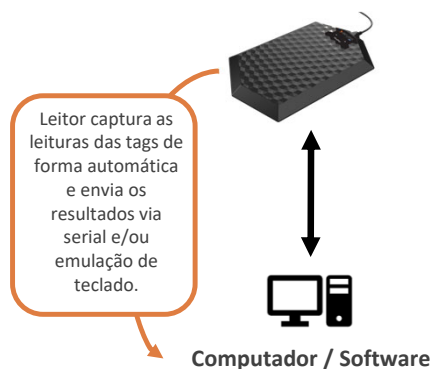 Leitor captura as
leituras das tags de
forma automática
e envia os
resultados via
serial e/ou
emulação de
teclado.
Computador / Software